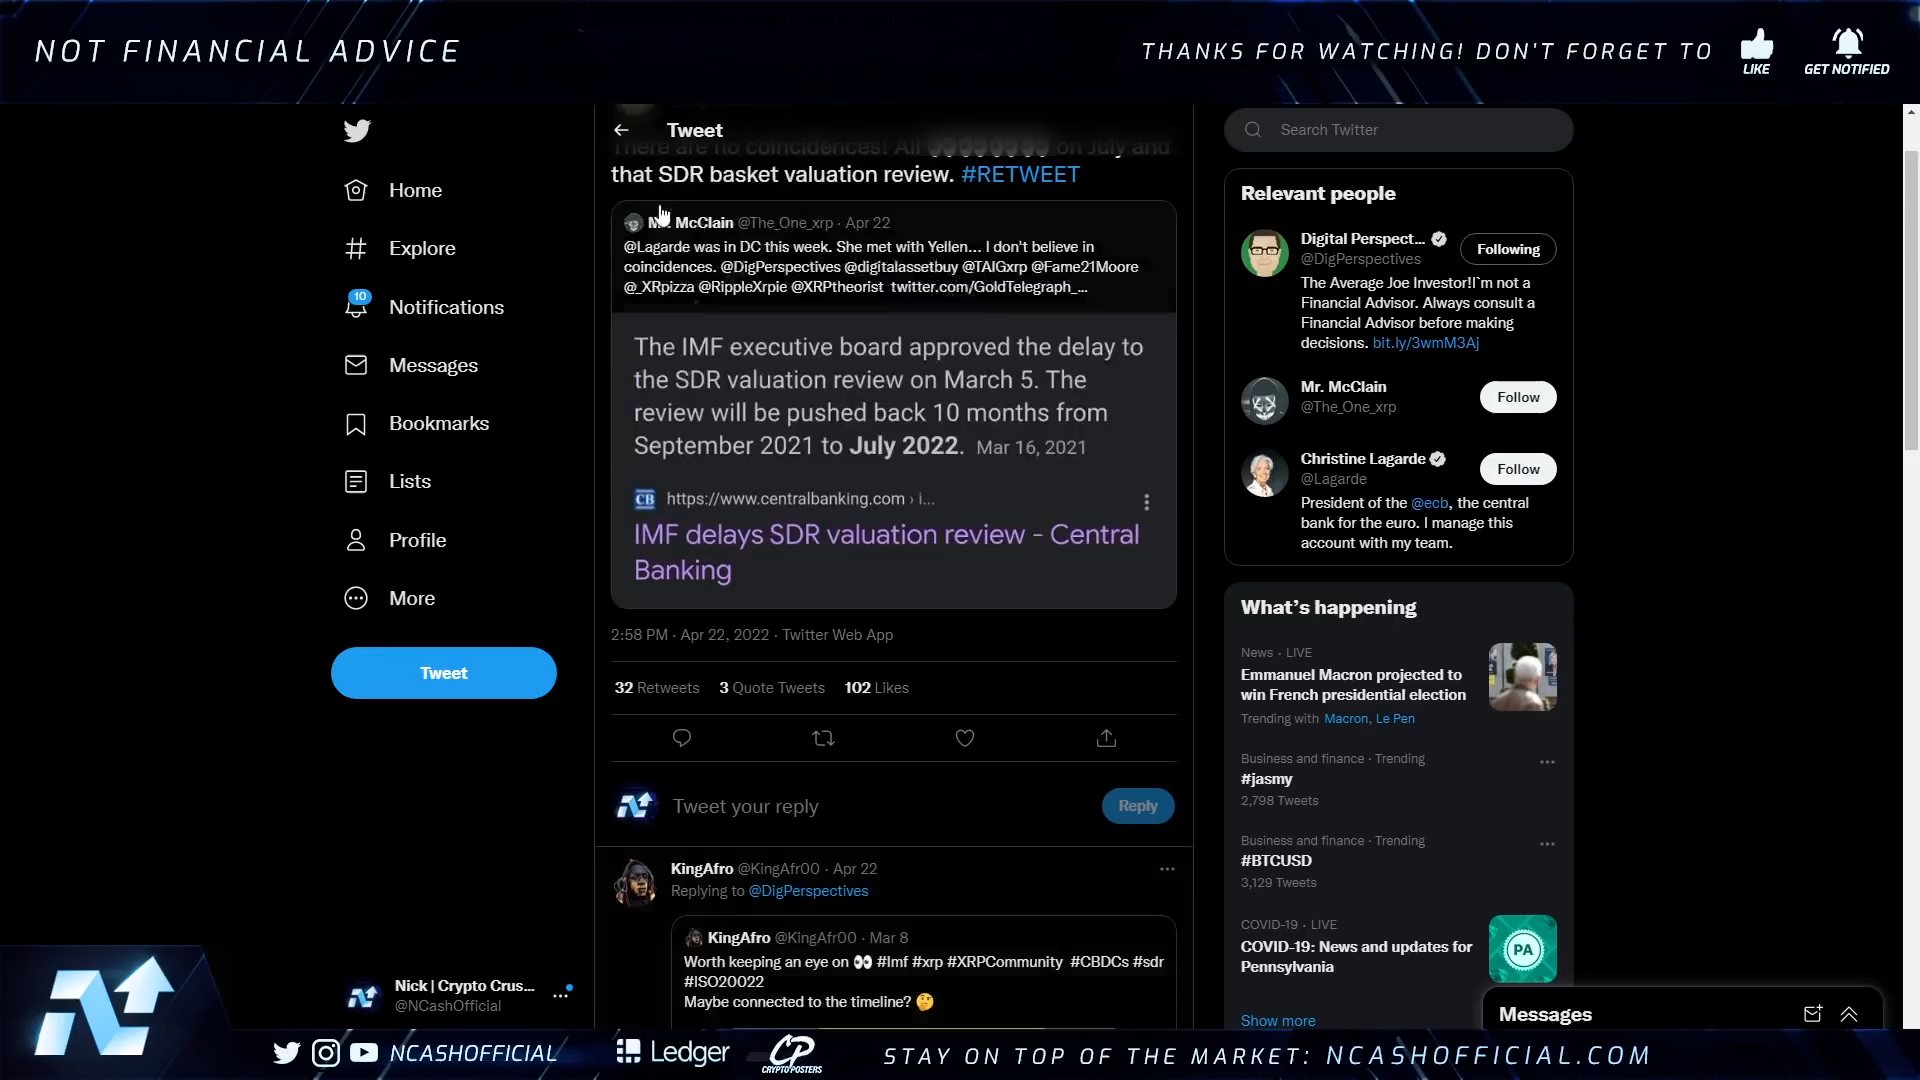 NOT FINANCIAL ADVICE
THANKS FOR WATCHING! DON'T FORGET TO
LIKE
GET NOTIFIED
Home
Explore
10
Notifications
Messages
Bookmarks
Lists
Profile
More
Tweet
Nick | Crypto Crus...
@NCashOfficial
Tweet
There are no coincidences! All 👀👀👀👀 on July and
that SDR basket valuation review. #RETWEET
Mr. McClain @The_One_xrp · Apr 22
@Lagarde was in DC this week. She met with Yellen... I don't believe in
coincidences. @DigPerspectives @digitalassetbuy @TAIGxrp @Fame21Moore
@_XRpizza @RippleXrpie @XRPtheorist twitter.com/GoldTelegraph_...
The IMF executive board approved the delay to
the SDR valuation review on March 5. The
review will be pushed back 10 months from
September 2021 to July 2022. Mar 16, 2021
CB https://www.centralbanking.com › i...
IMF delays SDR valuation review - Central
Banking
2:58 PM · Apr 22, 2022 · Twitter Web App
32 Retweets 3 Quote Tweets 102 Likes
Tweet your reply
Reply
KingAfro @KingAfr00 · Apr 22
Replying to @DigPerspectives
KingAfro @KingAfr00 · Mar 8
Worth keeping an eye on 👀 #Imf #xrp #XRPCommunity #CBDCs #sdr
#ISO20022
Maybe connected to the timeline? 🤔
Search Twitter
Relevant people
Digital Perspect...
@DigPerspectives
Following
The Average Joe Investor!I`m not a
Financial Advisor. Always consult a
Financial Advisor before making
decisions. bit.ly/3wmM3Aj
Mr. McClain
@The_One_xrp
Follow
Christine Lagarde
@Lagarde
Follow
President of the @ecb, the central
bank for the euro. I manage this
account with my team.
What's happening
News · LIVE
Emmanuel Macron projected to
win French presidential election
Trending with Macron, Le Pen
Business and finance · Trending
#jasmy
2,798 Tweets
Business and finance · Trending
#BTCUSD
3,129 Tweets
COVID-19 · LIVE
COVID-19: News and updates for
Pennsylvania
PA
Show more
Messages
NCASHOFFICIAL
Ledger
CP
CRYPTOPOSTERS
STAY ON TOP OF THE MARKET: NCASHOFFICIAL.COM